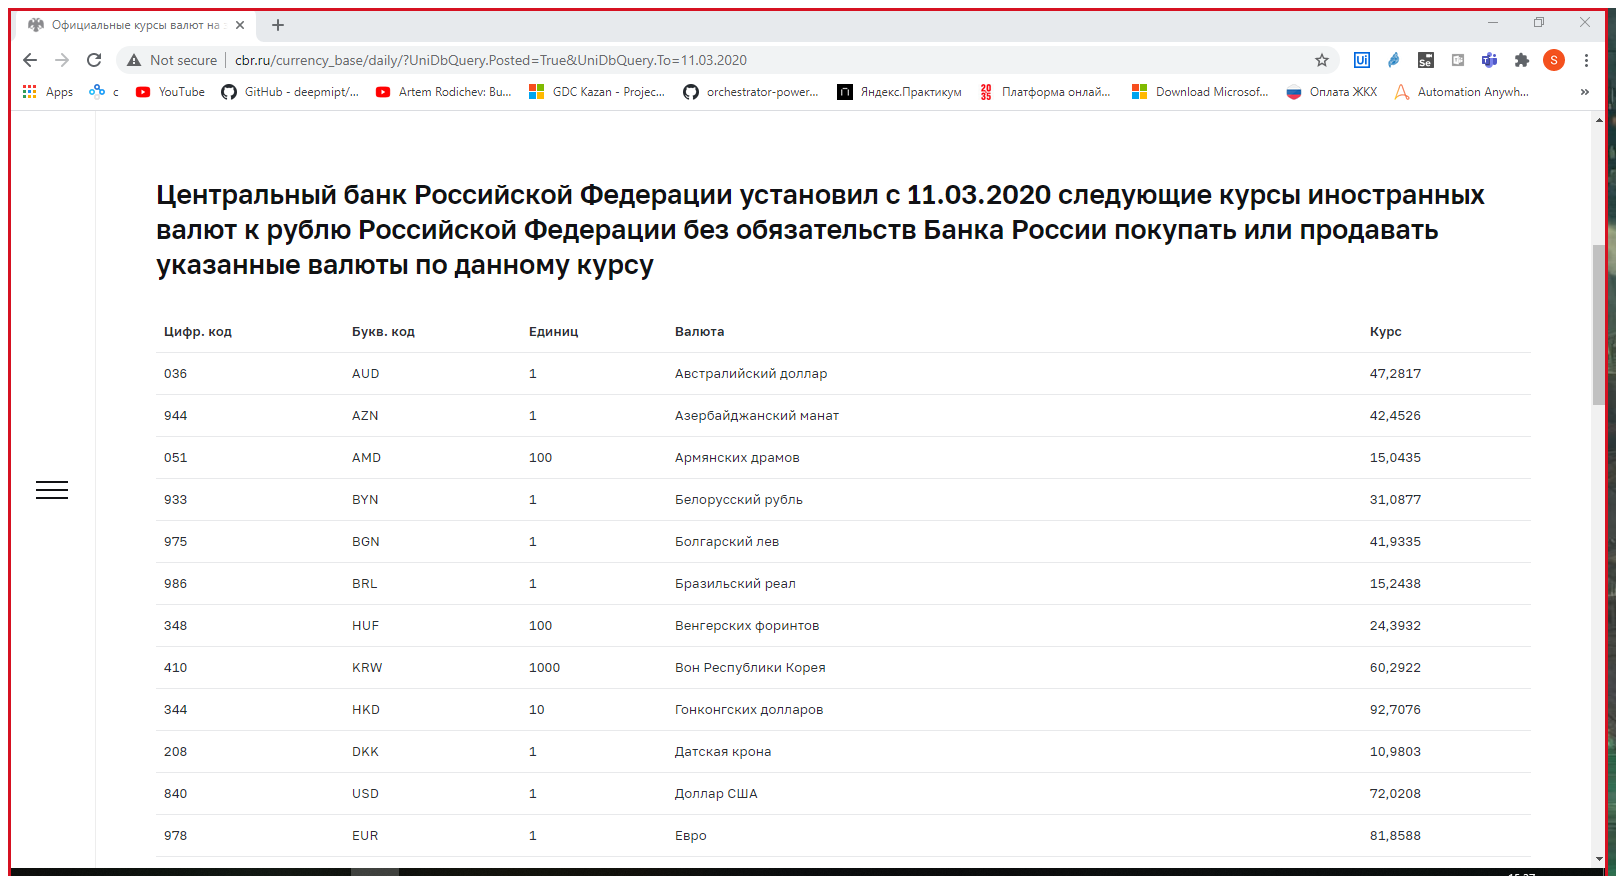 Официальные курсы валют на
Not secure
cbr.ru/currency_base/daily/?UniDbQuery.Posted=True&UniDbQuery.To=11.03.2020
Ui
Se
S
Apps
c
YouTube
GitHub - deepmipt/...
Artem Rodichev: Bu...
GDC Kazan - Projec...
orchestrator-power...
Яндекс.Практикум
20
35
Платформа онлай...
Download Microsof...
Оплата ЖКХ
Automation Anywh...
»
Центральный банк Российской Федерации установил с 11.03.2020 следующие курсы иностранных
валют к рублю Российской Федерации без обязательств Банка России покупать или продавать
указанные валюты по данному курсу
Цифр. код Букв. код Единиц Валюта Курс
036 AUD 1 Австралийский доллар 47,2817
944 AZN 1 Азербайджанский манат 42,4526
051 AMD 100 Армянских драмов 15,0435
933 BYN 1 Белорусский рубль 31,0877
975 BGN 1 Болгарский лев 41,9335
986 BRL 1 Бразильский реал 15,2438
348 HUF 100 Венгерских форинтов 24,3932
410 KRW 1000 Вон Республики Корея 60,2922
344 HKD 10 Гонконгских долларов 92,7076
208 DKK 1 Датская крона 10,9803
840 USD 1 Доллар США 72,0208
978 EUR 1 Евро 81,8588